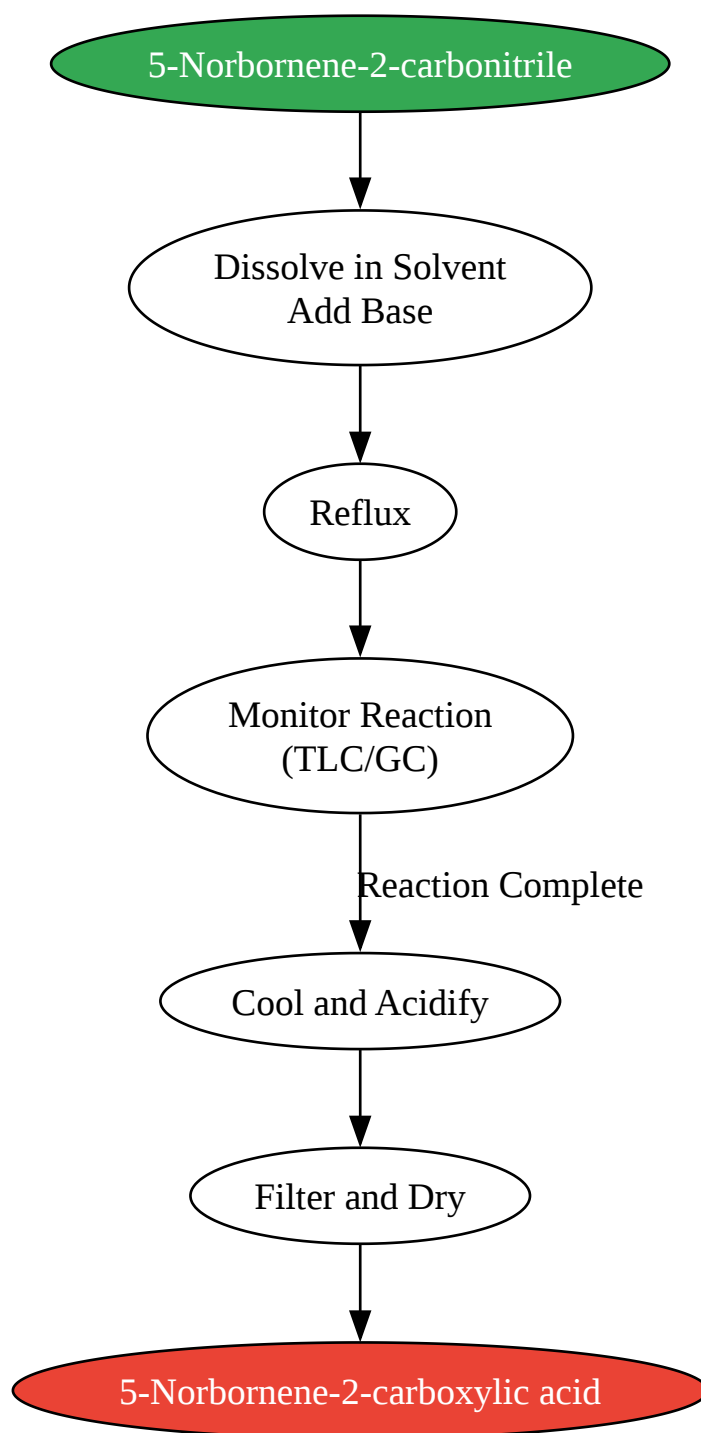 5-Norbornene-2-carbonitrile
Dissolve in Solvent
Add Base
Reflux
Monitor Reaction
(TLC/GC)
Reaction Complete
Cool and Acidify
Filter and Dry
5-Norbornene-2-carboxylic acid